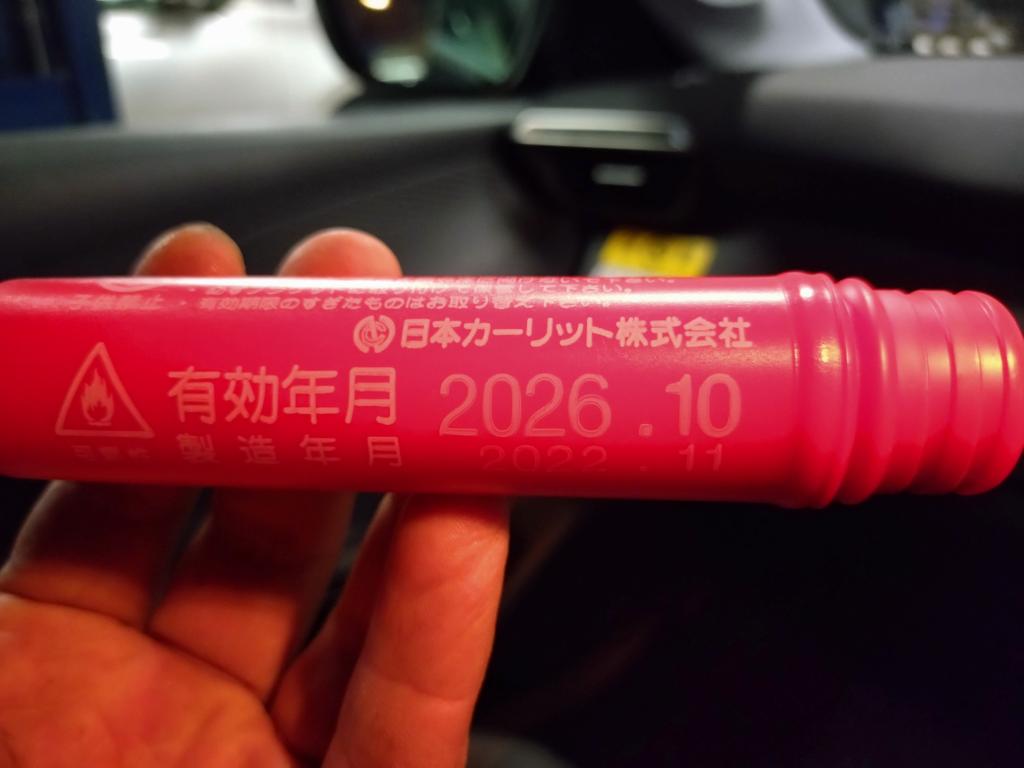 有効期限のすぎたものはお取り替え下さい。
日本カーリット株式会社
有効年月 2026.10
製造年月 2022.11